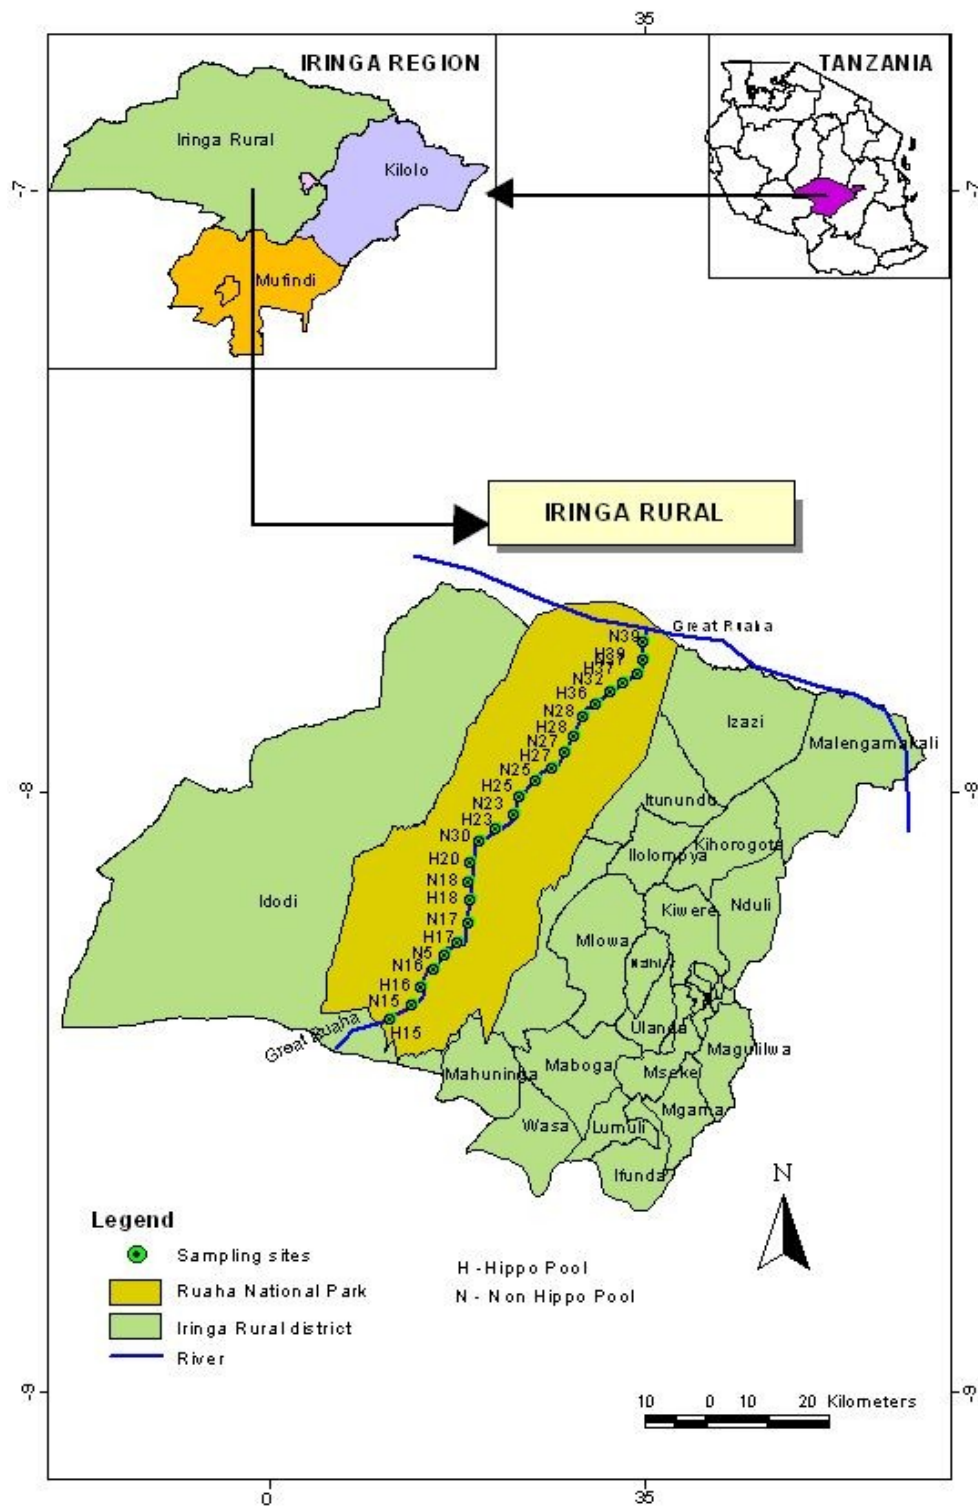 35
IRINGA REGION
TANZANIA
Iringa Rural
Kilolo
-7
-7
Mufindi
IRINGA RURAL
Great Ruaha
N39
H39
H37
N32
H36
N28
H28
N27
H27
N25
H25
N23
H23
N30
H20
N18
H18
N17
H17
N5
N16
H16
N15
H15
Izazi
Malengamakali
-8
-8
Itunundu
Kihorogota
Ilolompya
Idodi
Kiwere
Nduli
Mlowa
Nzihi
Ulanda
Great Ruaha
Magulilwa
Maboga
Mseke
Mahuninga
Mgama
Wasa
Lumuli
Ifunda
N
Legend
Sampling sites
Ruaha National Park
Iringa Rural district
River
H -Hippo Pool
N - Non Hippo Pool
-9
-9
10 0 10 20 Kilometers
0
35